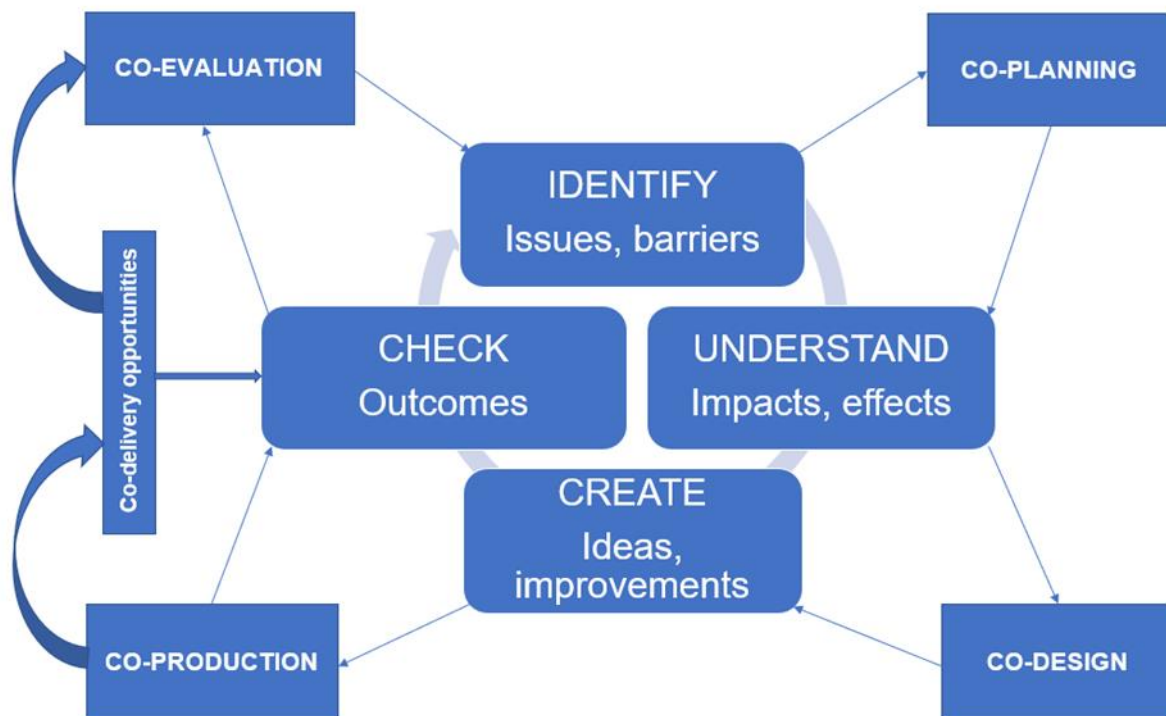 CO-EVALUATION
CO-PLANNING
IDENTIFY
Issues, barriers
Co-delivery opportunities
CHECK
Outcomes
UNDERSTAND
Impacts, effects
CREATE
Ideas,
improvements
CO-PRODUCTION
CO-DESIGN